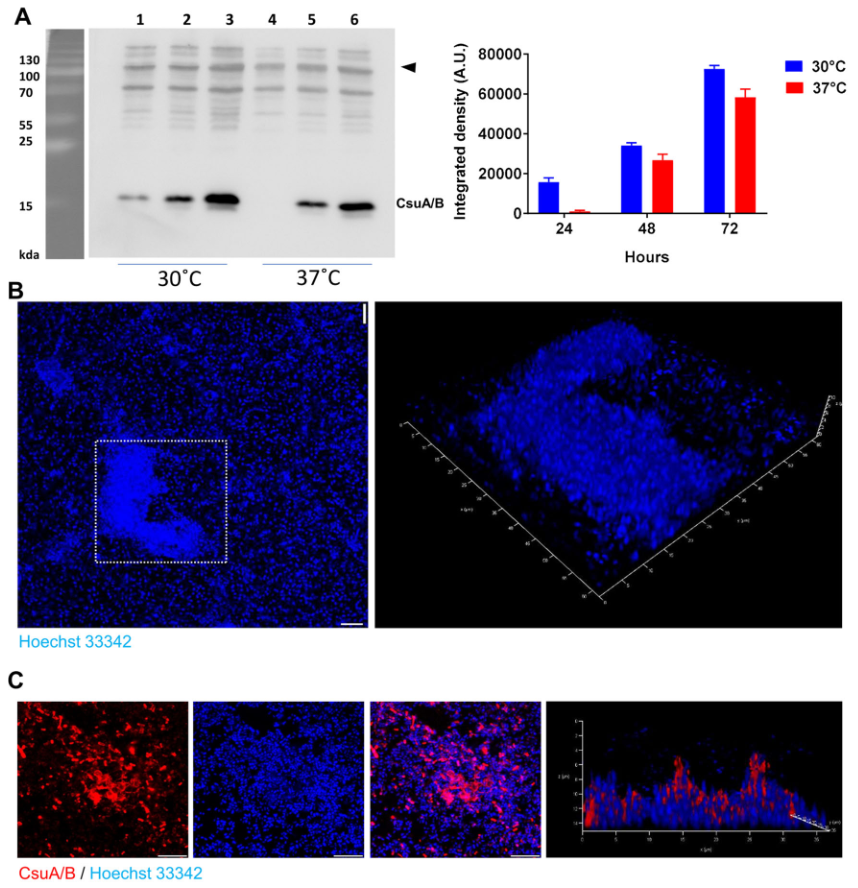 A
1 2 3 4 5 6
130
100
70
55
25
15
kda
CsuA/B
30˚C 37˚C
Integrated density (A.U.)
80000
60000
40000
20000
0
24 48 72
Hours
30°C
37°C
B
Hoechst 33342
C
CsuA/B / Hoechst 33342